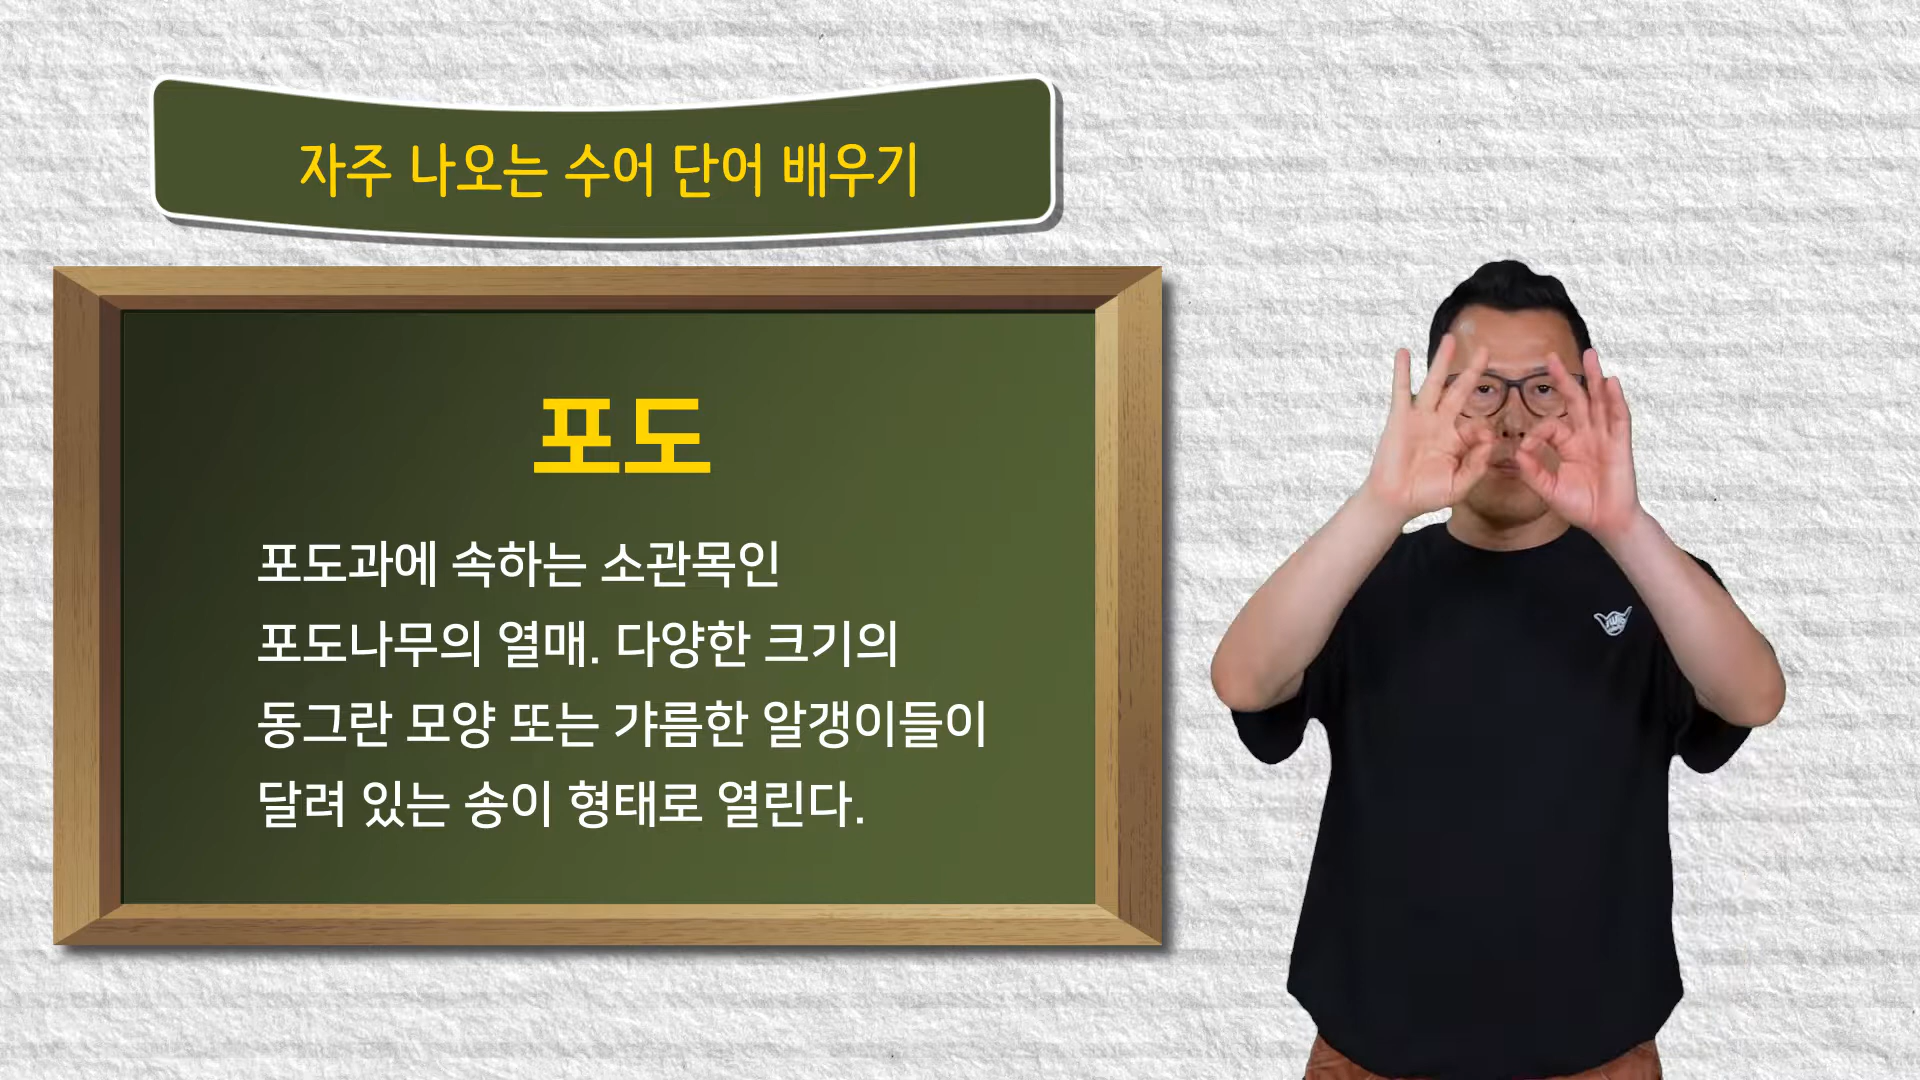 자주 나오는 수어 단어 배우기
포도
포도과에 속하는 소관목인
포도나무의 열매. 다양한 크기의
동그란 모양 또는 갸름한 알갱이들이
달려 있는 송이 형태로 열린다.